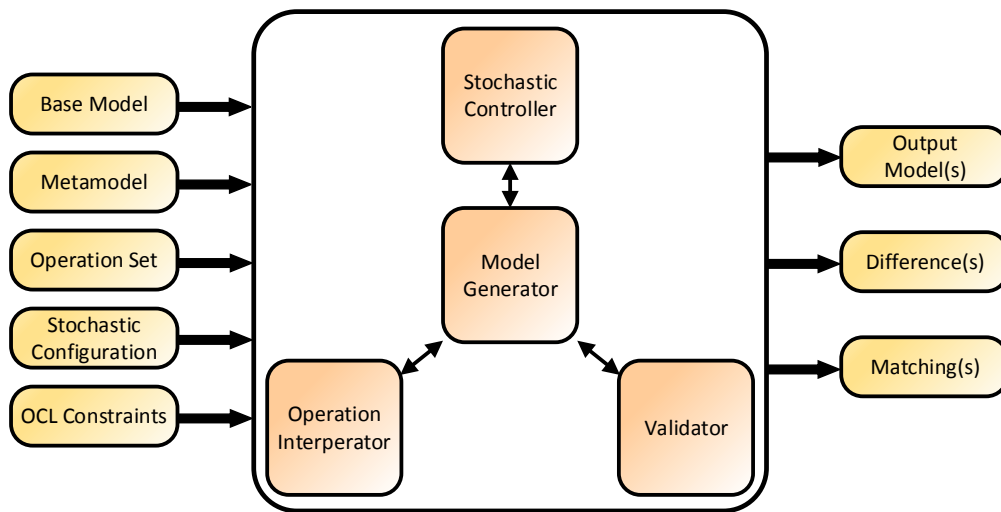 Base Model
Metamodel
Operation Set
Stochastic
Configuration
OCL Constraints
Stochastic
Controller
Model
Generator
Operation
Interperator
Validator
Output
Model(s)
Difference(s)
Matching(s)